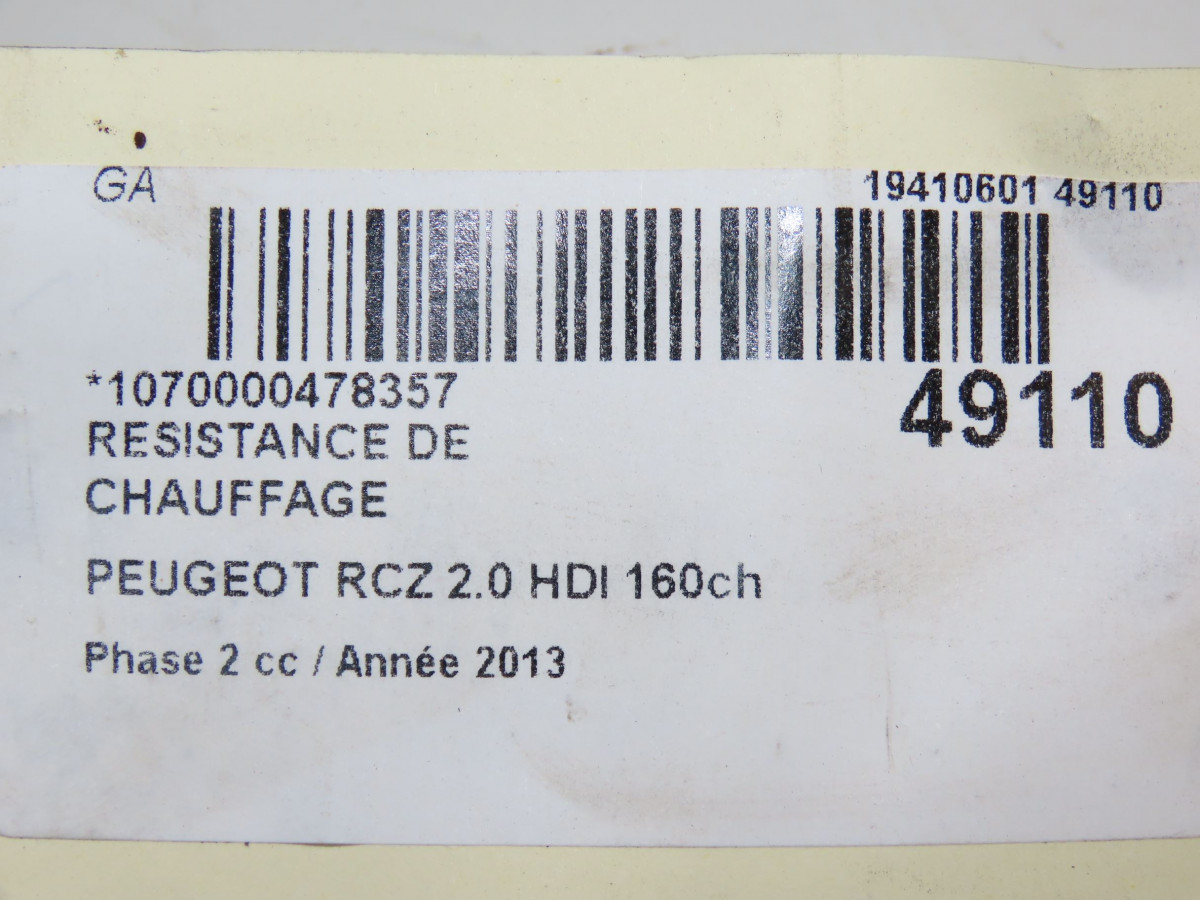 GA
19410601 49110
*1070000478357
49110
RESISTANCE DE
CHAUFFAGE
PEUGEOT RCZ 2.0 HDI 160ch
Phase 2 cc / Année 2013